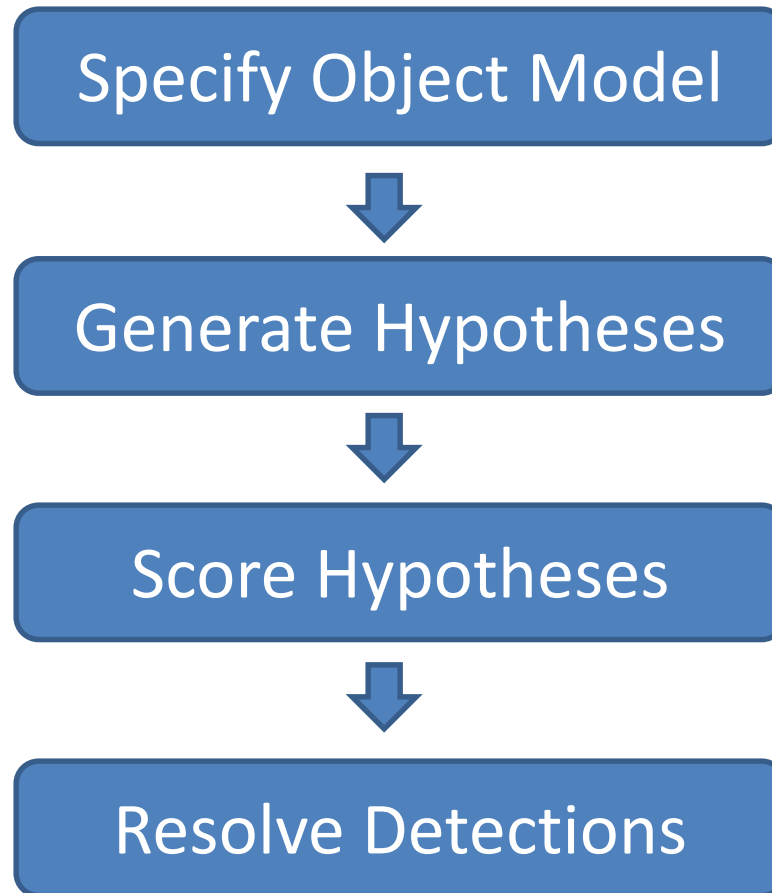 Specify Object Model
Generate Hypotheses
Score Hypotheses
Resolve Detections